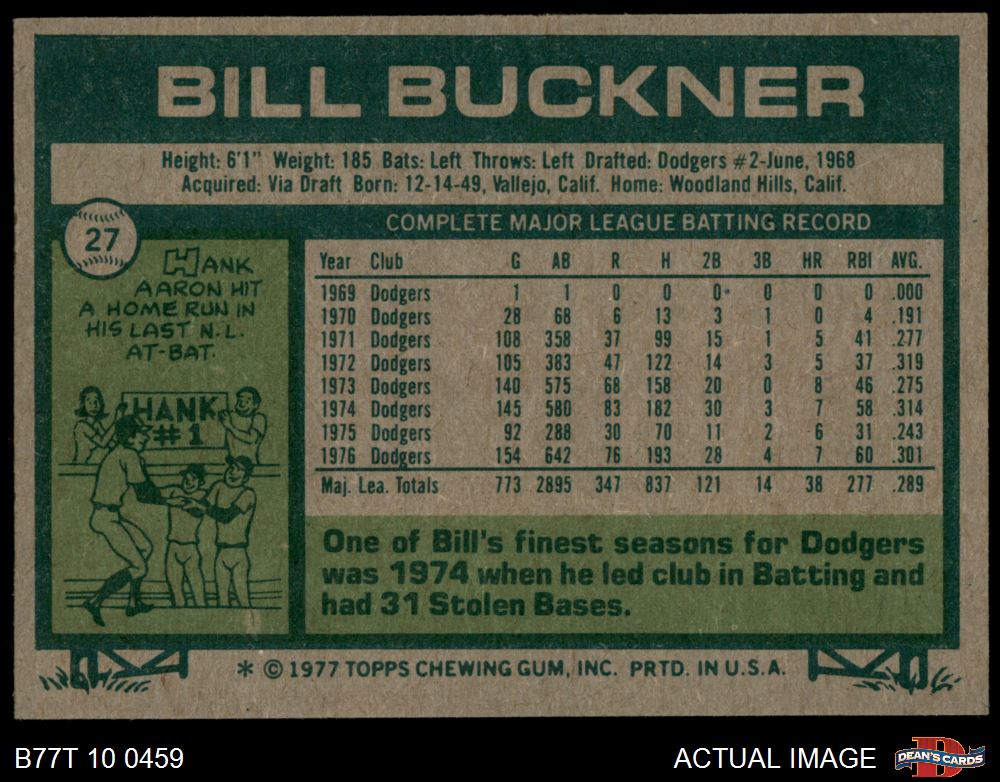 BILL BUCKNER
Height: 6'1" Weight: 185 Bats: Left Throws: Left Drafted: Dodgers #2-June, 1968
Acquired: Via Draft Born: 12-14-49, Vallejo, Calif. Home: Woodland Hills, Calif.
27
HANK
AARON HIT
A HOME RUN IN
HIS LAST N.L.
AT-BAT.
HANK
#1
COMPLETE MAJOR LEAGUE BATTING RECORD
Year Club G AB R H 2B 3B HR RBI AVG.
1969 Dodgers 1 1 0 0 0 0 0 0 .000
1970 Dodgers 28 68 6 13 3 1 0 4 .191
1971 Dodgers 108 358 37 99 15 1 5 41 .277
1972 Dodgers 105 383 47 122 14 3 5 37 .319
1973 Dodgers 140 575 68 158 20 0 8 46 .275
1974 Dodgers 145 580 83 182 30 3 7 58 .314
1975 Dodgers 92 288 30 70 11 2 6 31 .243
1976 Dodgers 154 642 76 193 28 4 7 60 .301
Maj. Lea. Totals 773 2895 347 837 121 14 38 277 .289
One of Bill's finest seasons for Dodgers
was 1974 when he led club in Batting and
had 31 Stolen Bases.
* © 1977 TOPPS CHEWING GUM, INC. PRTD. IN U.S.A.
B77T 10 0459
ACTUAL IMAGE
D
DEAN'S CARDS